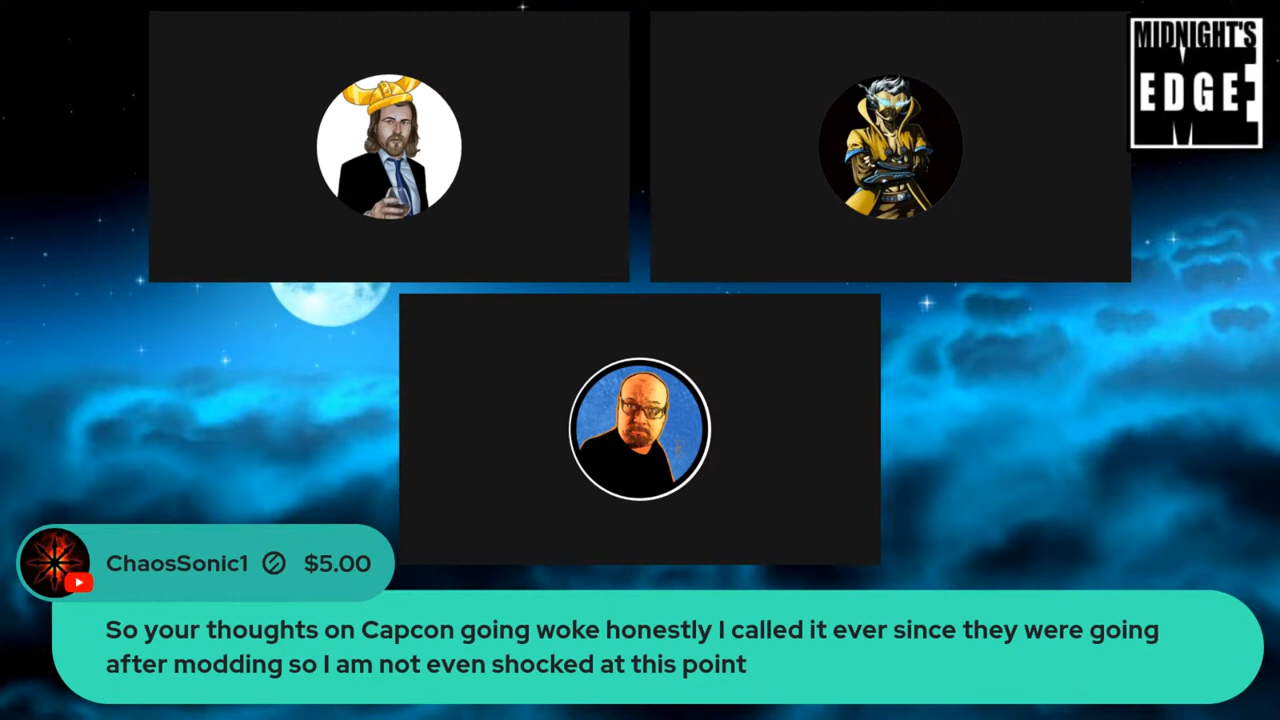 MIDNIGHT'S
EDGE
ChaosSonic1 $5.00
So your thoughts on Capcon going woke honestly I called it ever since they were going
after modding so I am not even shocked at this point